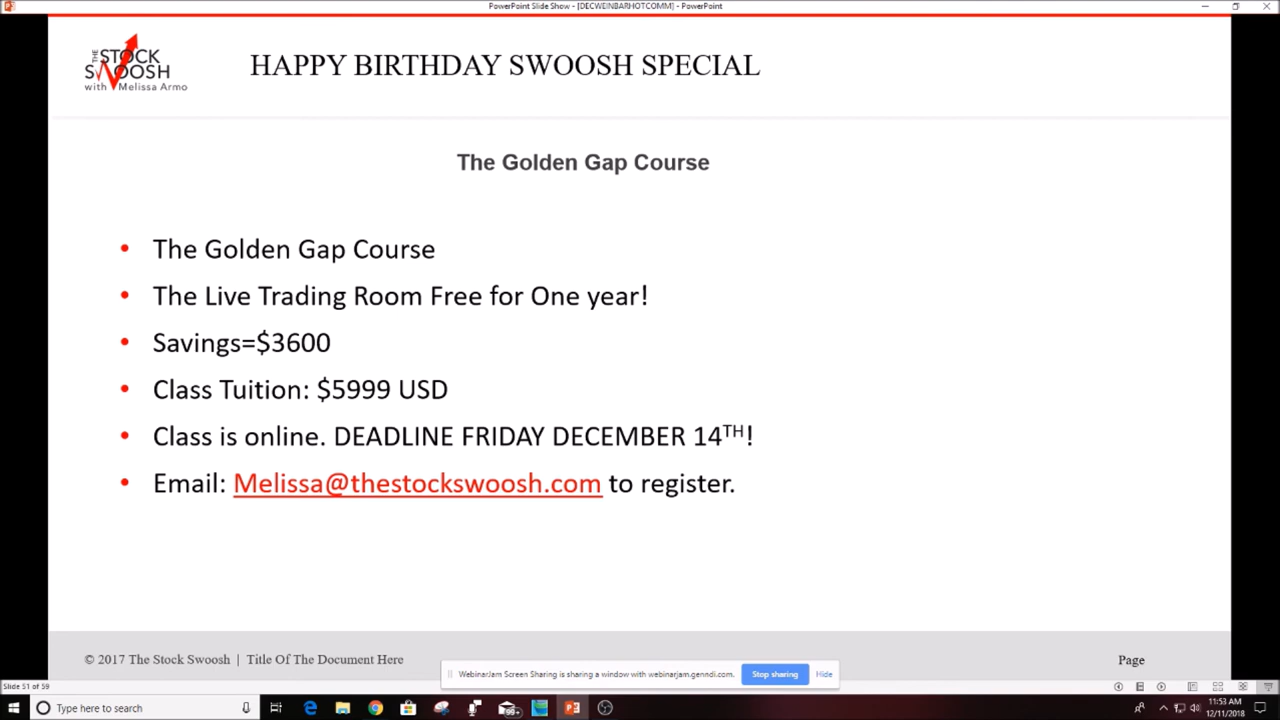 PowerPoint Slide Show - [DECWEINBARHOTCOMM] - PowerPoint
THE STOCK
SWOOSH
with Melissa Armo
HAPPY BIRTHDAY SWOOSH SPECIAL
The Golden Gap Course
• The Golden Gap Course
• The Live Trading Room Free for One year!
• Savings=$3600
• Class Tuition: $5999 USD
• Class is online. DEADLINE FRIDAY DECEMBER 14TH!
• Email: Melissa@thestockswoosh.com to register.
© 2017 The Stock Swoosh | Title Of The Document Here
Page
WebinarJam Screen Sharing is sharing a window with webinarjam.genndi.com.
Stop sharing
Hide
Slide 51 of 59
Type here to search
99+
11:53 AM
12/11/2018